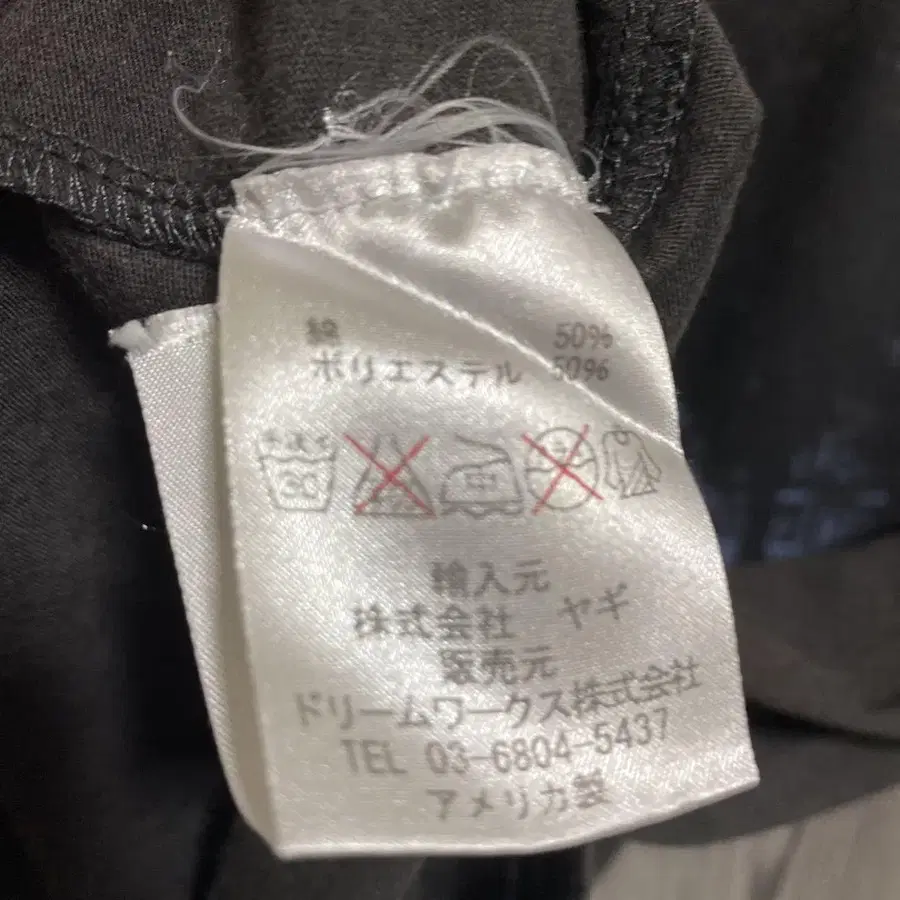 綿 50%
ポリエステル 50%
輸入元
株式会社 ヤギ
販売元
ドリームワークス株式会社
TEL 03-6804-5437
アメリカ製